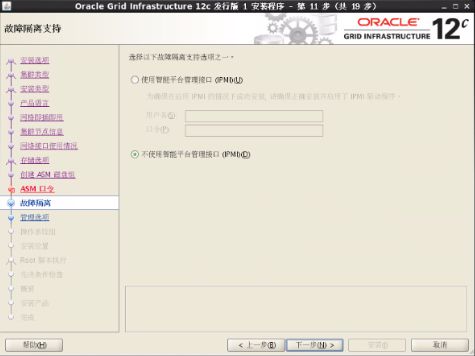 Oracle Grid Infrastructure 12c 发行版 1 安装程序 - 第 11 步 (共 19 步)
故障隔离支持
ORACLE
GRID INFRASTRUCTURE
12c
安装选项
集群类型
安装类型
产品语言
网络即插即用
集群节点信息
网络接口使用情况
存储选项
创建 ASM 磁盘组
ASM 口令
故障隔离
管理选项
操作系统组
安装位置
Root 脚本执行
先决条件检查
概要
安装产品
完成
选择以下故障隔离支持选项之一。
使用智能平台管理接口 (IPMI)(U)
为确保在启用 IPMI 的情况下成功安装, 请确保正确安装并启用了 IPMI 驱动程序。
用户名(S):
口令(P):
不使用智能平台管理接口 (IPMI)(D)
帮助(H)
< 上一步(B)
下一步(N) >
安装(I)
取消